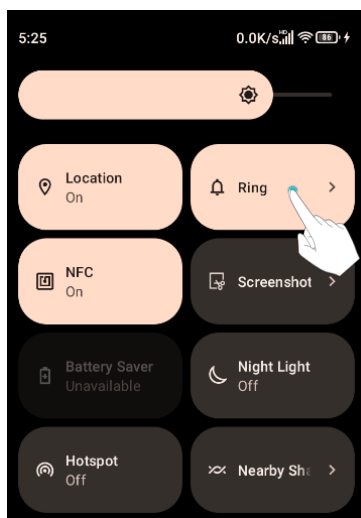 5:25 0.0K/s HD 86
Location
On
Ring
NFC
On
Screenshot
Battery Saver
Unavailable
Night Light
Off
Hotspot
Off
Nearby Sha